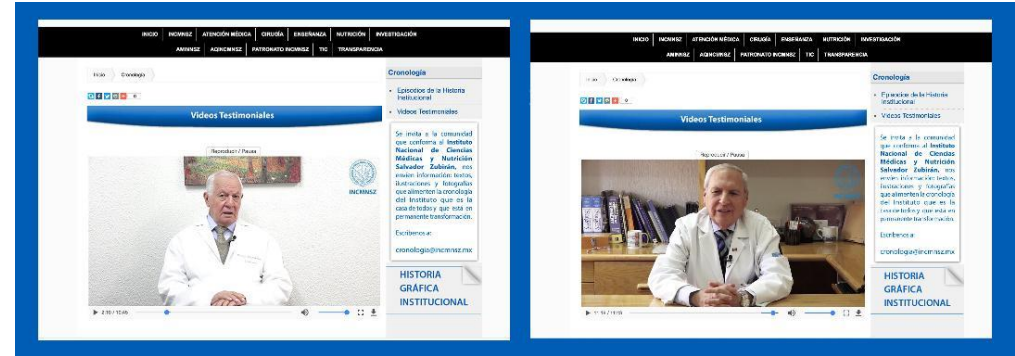 INICIO INCMNSZ ATENCIÓN MÉDICA CIRUGÍA ENSEÑANZA NUTRICIÓN INVESTIGACIÓN
AMINNSZ AQINCMNSZ PATRONATO INCMNSZ TIC TRANSPARENCIA
Inicio Cronología
Videos Testimoniales
Reproducir / Pausa
INCMNSZ
2:10 / 10:45
Cronología
Episodios de la Historia
Institucional
Videos Testimoniales
Se invita a la comunidad
que conforma al Instituto
Nacional de Ciencias
Médicas y Nutrición
Salvador Zubirán, nos
envíen información: textos,
ilustraciones y fotografías
que alimenten la cronología
del Instituto que es la
casa de todos y que está en
permanente transformación.
Escríbenos a:
cronologia@incmnsz.mx
HISTORIA
GRÁFICA
INSTITUCIONAL
INICIO INCMNSZ ATENCIÓN MÉDICA CIRUGÍA ENSEÑANZA NUTRICIÓN INVESTIGACIÓN
AMINNSZ AQINCMNSZ PATRONATO INCMNSZ TIC TRANSPARENCIA
Inicio Cronología
Videos Testimoniales
Reproducir / Pausa
INCMNSZ
Cronología
Episodios de la Historia
Institucional
Videos Testimoniales
Se invita a la comunidad
que conforma al Instituto
Nacional de Ciencias
Médicas y Nutrición
Salvador Zubirán, nos
envíen información: textos,
ilustraciones y fotografías
que alimenten la cronología
del Instituto que es la
casa de todos y que está en
permanente transformación.
Escríbenos a:
cronologia@incmnsz.mx
HISTORIA
GRÁFICA
INSTITUCIONAL